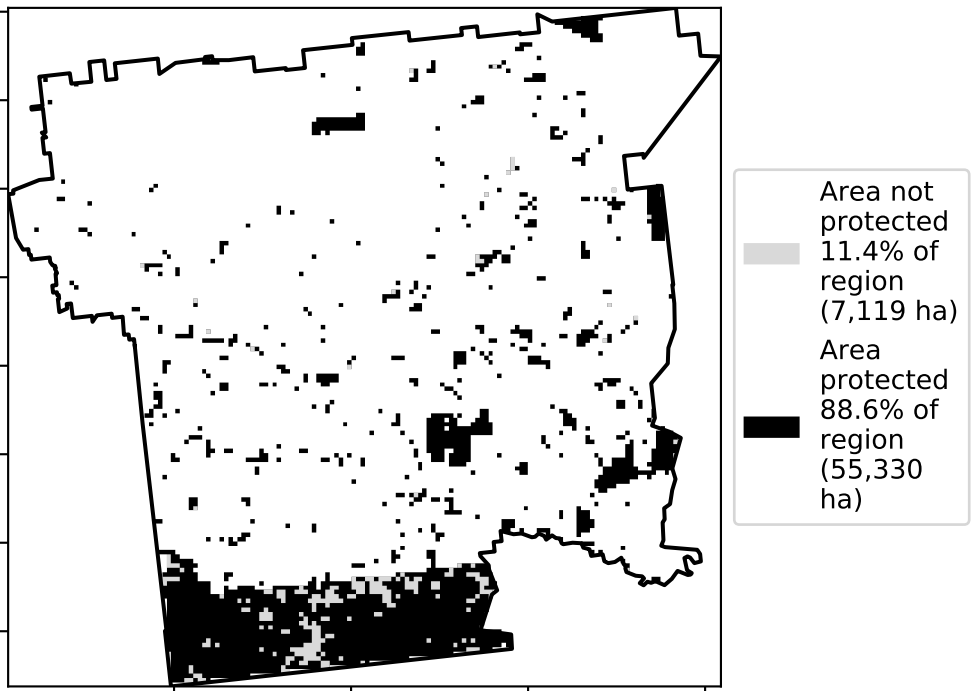 Area not
protected
11.4% of
region
(7,119 ha)
Area
protected
88.6% of
region
(55,330
ha)